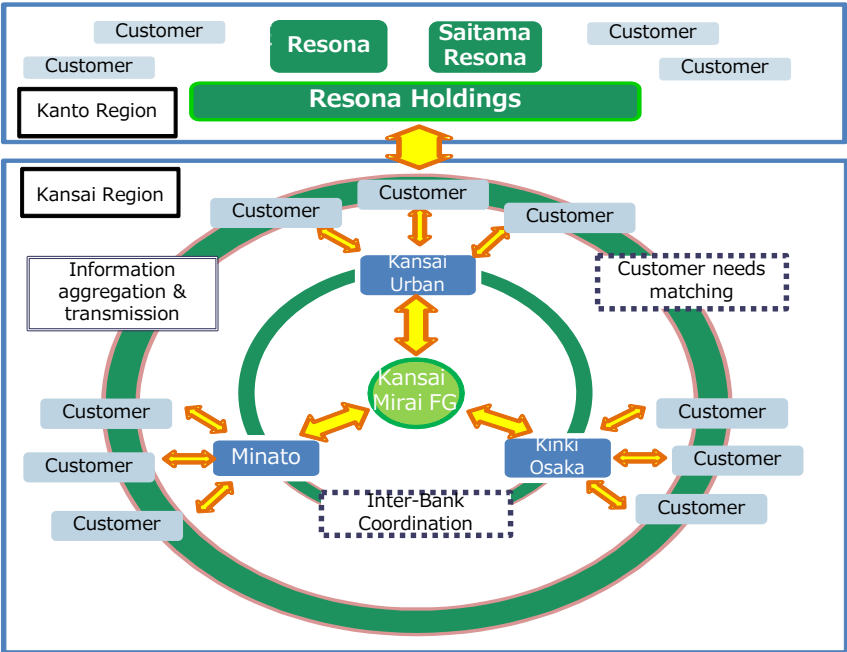 Customer
Resona
Saitama
Resona
Customer
Customer
Customer
Kanto Region
Resona Holdings
Kansai Region
Customer
Customer
Customer
Information
aggregation &
transmission
Kansai
Urban
Customer needs
matching
Kansai
Mirai FG
Customer
Customer
Customer
Minato
Kinki
Osaka
Customer
Customer
Customer
Inter-Bank
Coordination